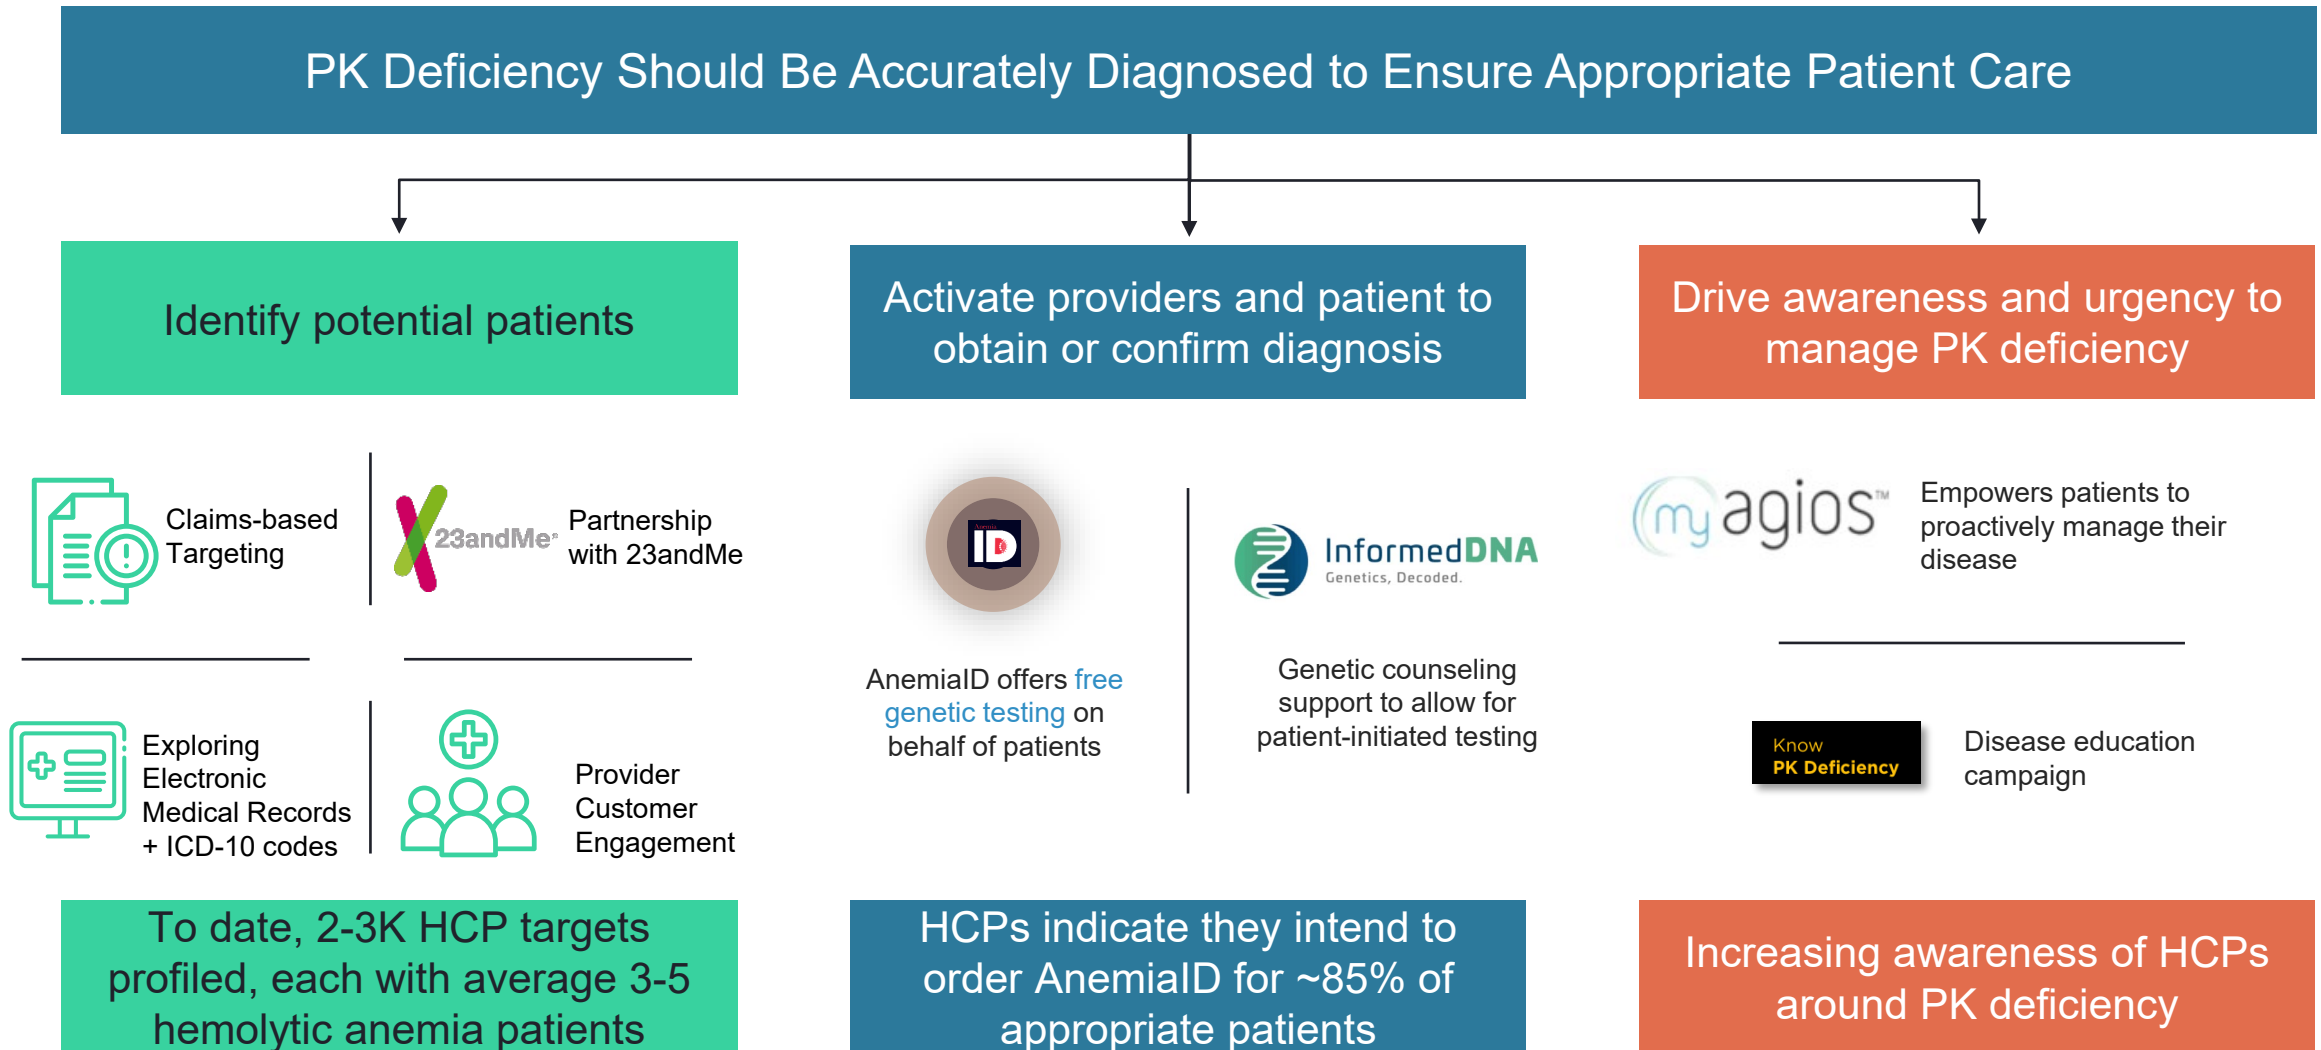 PK Deficiency Should Be Accurately Diagnosed to Ensure Appropriate Patient Care
Identify potential patients
Claims-based
Targeting
23andMe®
Partnership
with 23andMe
Exploring
Electronic
Medical Records
+ ICD-10 codes
Provider
Customer
Engagement
To date, 2-3K HCP targets
profiled, each with average 3-5
hemolytic anemia patients
Activate providers and patient to
obtain or confirm diagnosis
Anemia
ID
AnemiaID offers free
genetic testing on
behalf of patients
InformedDNA
Genetics, Decoded.
Genetic counseling
support to allow for
patient-initiated testing
HCPs indicate they intend to
order AnemiaID for ~85% of
appropriate patients
Drive awareness and urgency to
manage PK deficiency
my agios™
Empowers patients to
proactively manage their
disease
Know
PK Deficiency
Disease education
campaign
Increasing awareness of HCPs
around PK deficiency